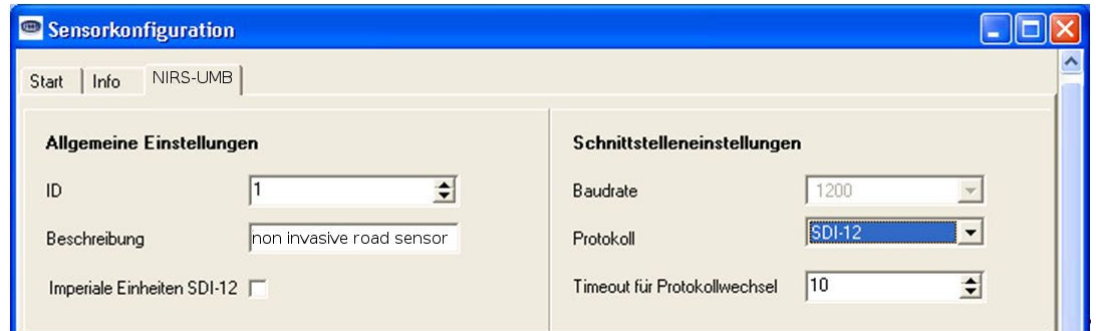 Sensorkonfiguration
Start Info NIRS-UMB
Allgemeine Einstellungen
ID 1
Beschreibung non invasive road sensor
Imperiale Einheiten SDI-12
Schnittstelleneinstellungen
Baudrate 1200
Protokoll SDI-12
Timeout für Protokollwechsel 10